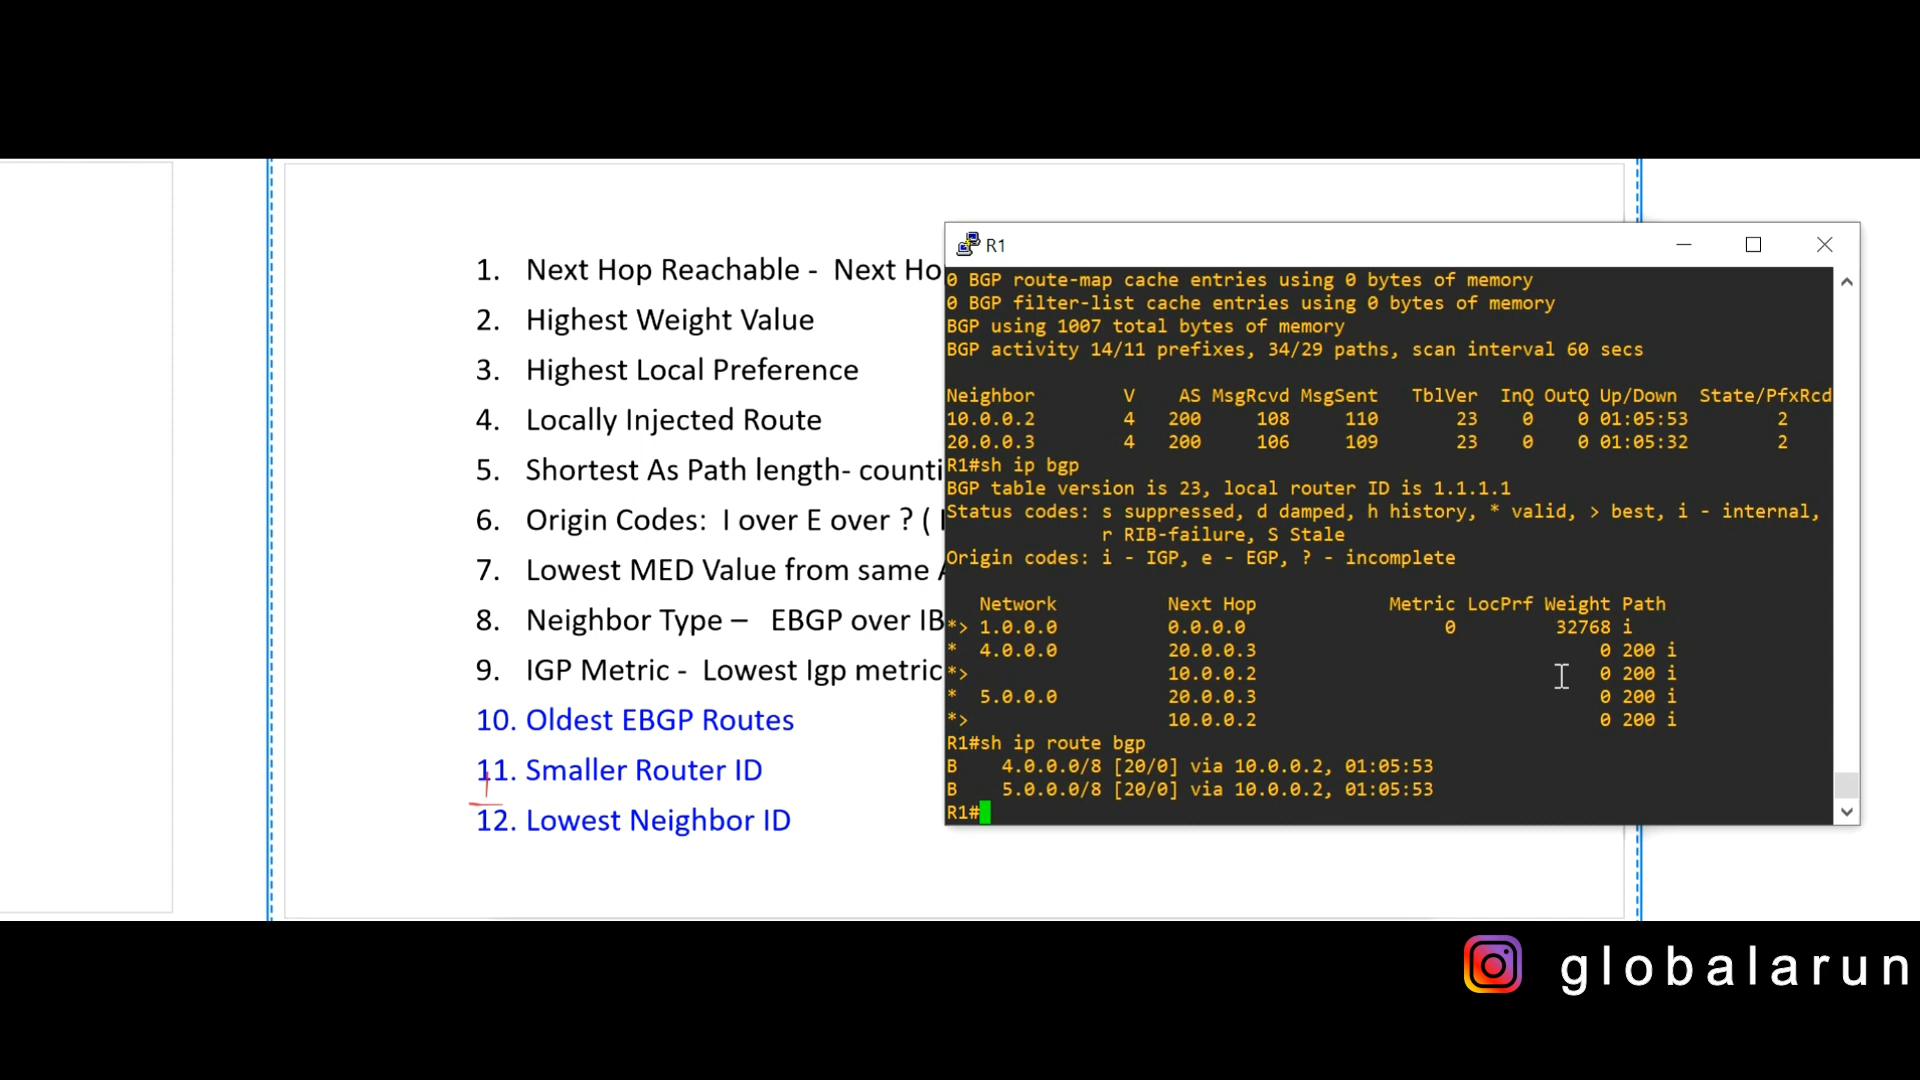 1. Next Hop Reachable - Next Ho
2. Highest Weight Value
3. Highest Local Preference
4. Locally Injected Route
5. Shortest As Path length- counti
6. Origin Codes: I over E over ? (
7. Lowest MED Value from same
8. Neighbor Type – EBGP over IB
9. IGP Metric - Lowest Igp metric
10. Oldest EBGP Routes
11. Smaller Router ID
12. Lowest Neighbor ID
R1
0 BGP route-map cache entries using 0 bytes of memory
0 BGP filter-list cache entries using 0 bytes of memory
BGP using 1007 total bytes of memory
BGP activity 14/11 prefixes, 34/29 paths, scan interval 60 secs
Neighbor V AS MsgRcvd MsgSent TblVer InQ OutQ Up/Down State/PfxRcd
10.0.0.2 4 200 108 110 23 0 0 01:05:53 2
20.0.0.3 4 200 106 109 23 0 0 01:05:32 2
R1#sh ip bgp
BGP table version is 23, local router ID is 1.1.1.1
Status codes: s suppressed, d damped, h history, * valid, > best, i - internal,
r RIB-failure, S Stale
Origin codes: i - IGP, e - EGP, ? - incomplete
Network Next Hop Metric LocPrf Weight Path
*> 1.0.0.0 0.0.0.0 0 32768 i
* 4.0.0.0 20.0.0.3 0 200 i
*> 10.0.0.2 0 200 i
* 5.0.0.0 20.0.0.3 0 200 i
*> 10.0.0.2 0 200 i
R1#sh ip route bgp
B 4.0.0.0/8 [20/0] via 10.0.0.2, 01:05:53
B 5.0.0.0/8 [20/0] via 10.0.0.2, 01:05:53
R1#
globalarun